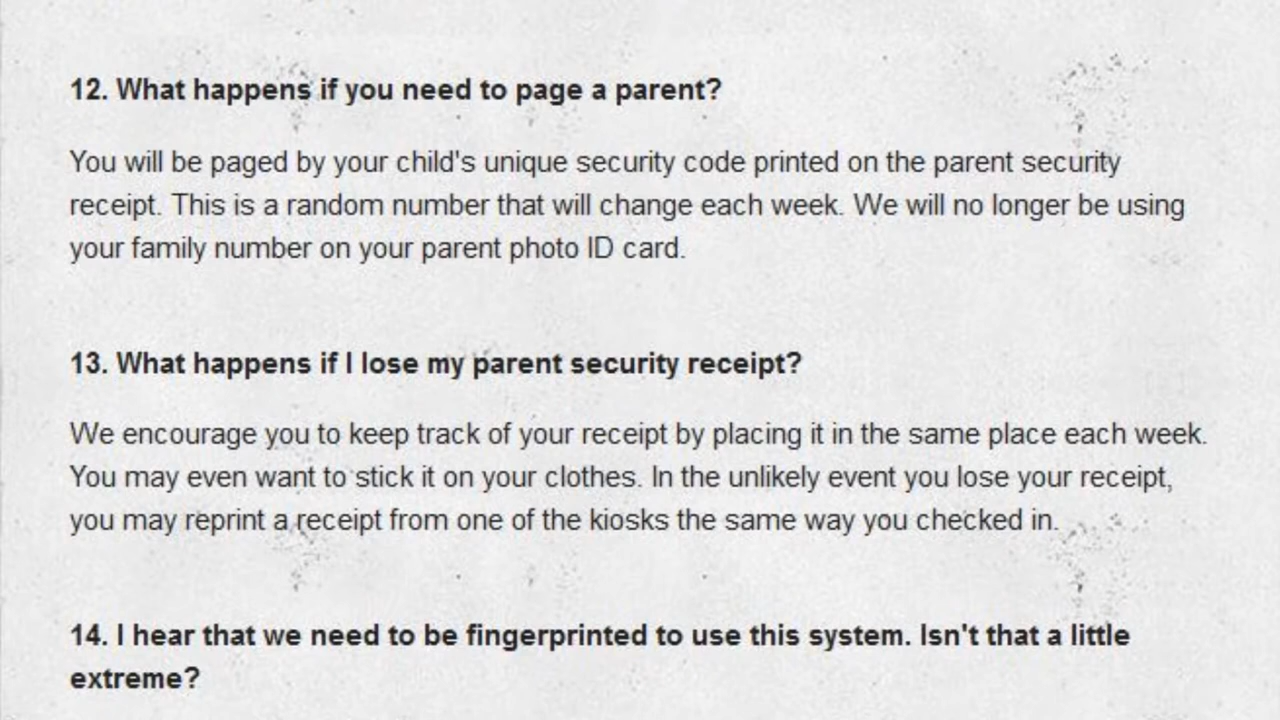 12. What happens if you need to page a parent?
You will be paged by your child's unique security code printed on the parent security
receipt. This is a random number that will change each week. We will no longer be using
your family number on your parent photo ID card.
13. What happens if I lose my parent security receipt?
We encourage you to keep track of your receipt by placing it in the same place each week.
You may even want to stick it on your clothes. In the unlikely event you lose your receipt,
you may reprint a receipt from one of the kiosks the same way you checked in.
14. I hear that we need to be fingerprinted to use this system. Isn't that a little
extreme?